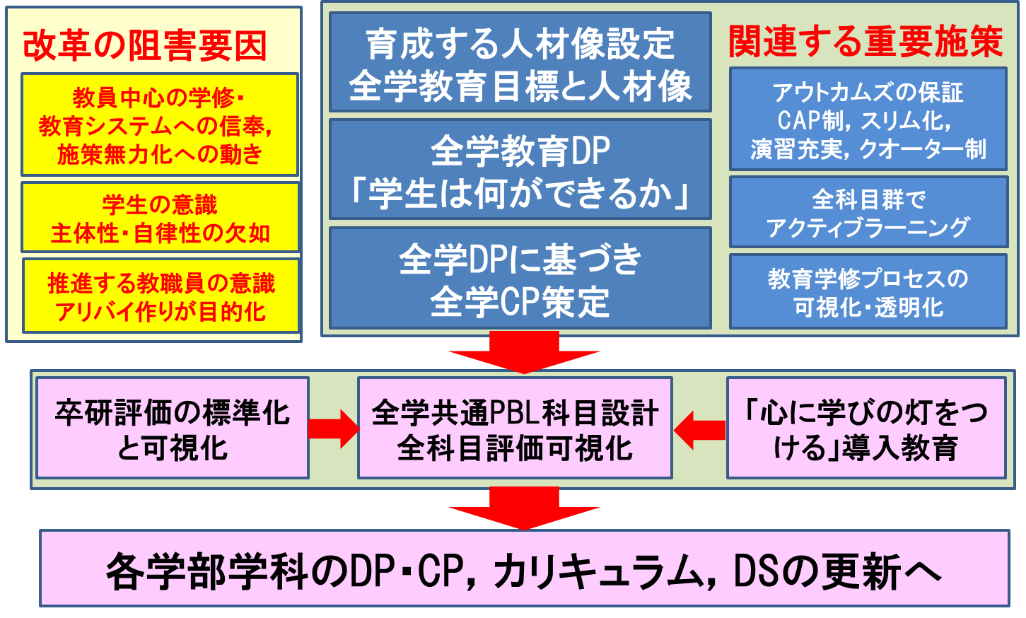 改革の阻害要因
教員中心の学修・
教育システムへの信奉，
施策無力化への動き
学生の意識
主体性・自律性の欠如
推進する教職員の意識
アリバイ作りが目的化
育成する人材像設定
全学教育目標と人材像
全学教育DP
「学生は何ができるか」
全学DPに基づき
全学CP策定
関連する重要施策
アウトカムズの保証
CAP制，スリム化，
演習充実，クオーター制
全科目群で
アクティブラーニング
教育学修プロセスの
可視化・透明化
卒研評価の標準化
と可視化
全学共通PBL科目設計
全科目評価可視化
「心に学びの灯をつ
ける」導入教育
各学部学科のDP・CP，カリキュラム，DSの更新へ